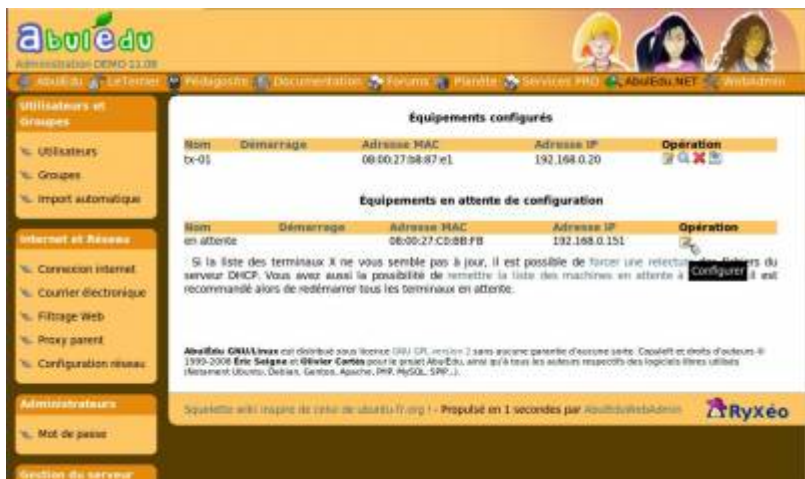 abulédu
Administration DEMO 11.08
AbulEdu LeTerrier Pédagosite Documentation Forums Planète Services PRO AbulEdu.NET WebAdmin
Utilisateurs et
Groupes
Utilisateurs
Groupes
Import automatique
Internet et Réseau
Connexion internet
Courrier électronique
Filtrage Web
Proxy parent
Configuration réseau
Administrateurs
Mot de passe
Gestion du serveur
Équipements configurés
Nom Démarrage Adresse MAC Adresse IP Opération
tx-01 08:00:27:b8:87:e1 192.168.0.20
Équipements en attente de configuration
Nom Démarrage Adresse MAC Adresse IP Opération
en attente 08:00:27:C0:8B:FB 192.168.0.151
Configurer
Si la liste des terminaux X ne vous semble pas à jour, il est possible de forcer une relecture des fichiers du
serveur DHCP. Vous avez aussi la possibilité de remettre la liste des machines en attente à il est
recommandé alors de redémarrer tous les terminaux en attente.
AbulÉdu GNU/Linux est distribué sous licence GNU GPL version 2 sans aucune garantie d'aucune sorte. Copyleft et droits d'auteurs ©
1999-2008 Éric Seigne et Olivier Cortès pour le projet AbulÉdu, ainsi qu'à tous les auteurs respectifs des logiciels libres utilisés
(Notament Ubuntu, Debian, Gentoo, Apache, PHP, MySQL, SPIP...).
Squelette wiki inspiré de celui de ubuntu-fr.org ! - Propulsé en 1 secondes par AbulEduWebAdmin
RyXéo